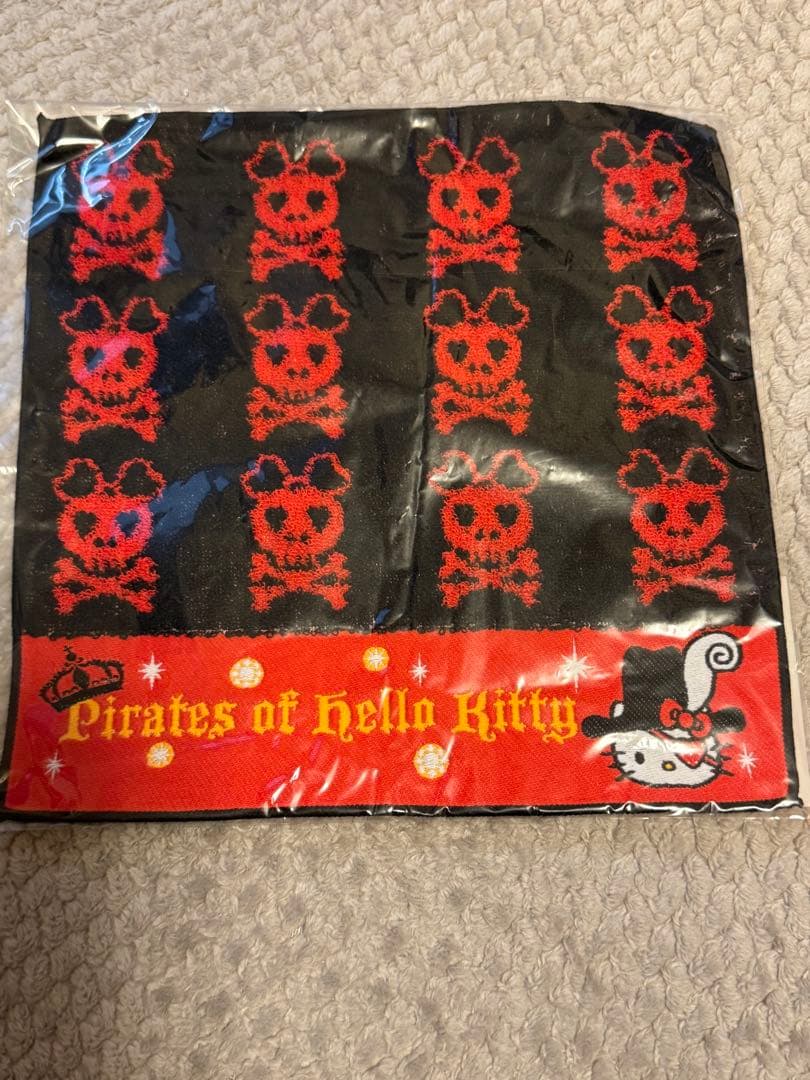 Pirates of hello Kitty